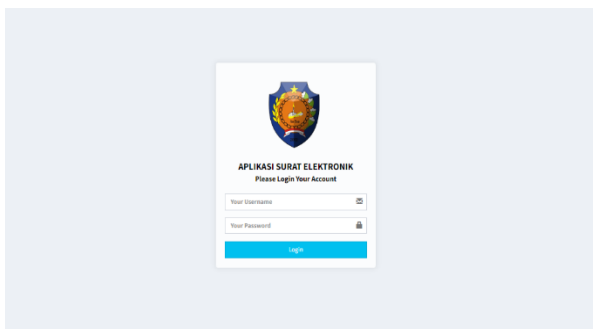 APLIKASI SURAT ELEKTRONIK
Please Login Your Account
Your Username
Your Password
Login